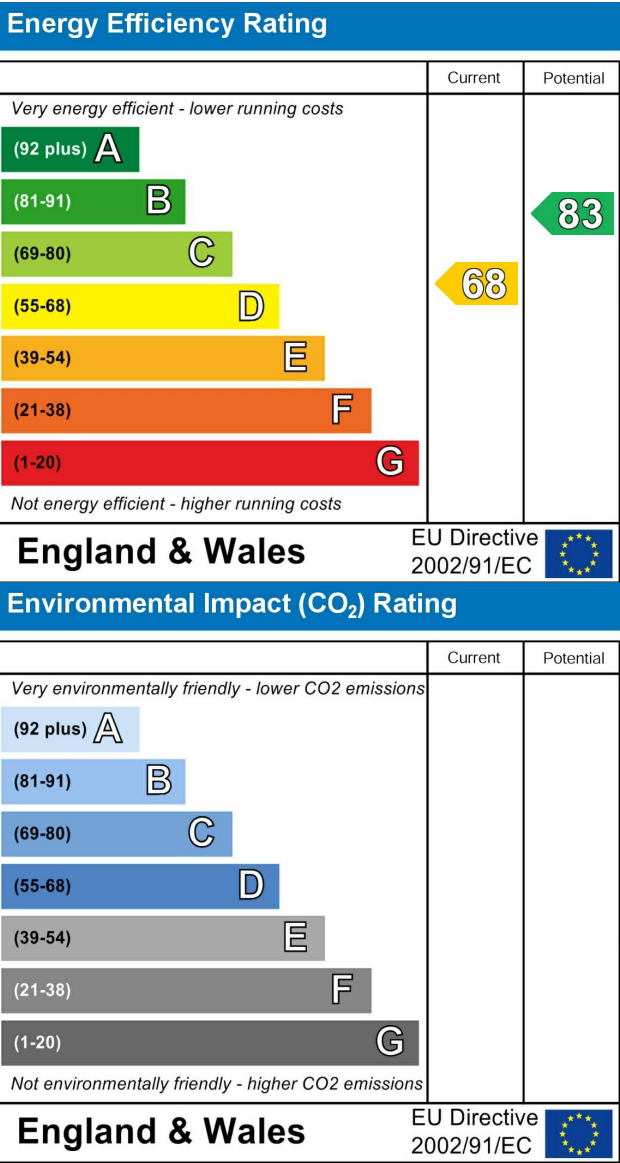 Energy Efficiency Rating
Current Potential
Very energy efficient - lower running costs
(92 plus) A
(81-91) B
83
(69-80) C
68
(55-68) D
(39-54) E
(21-38) F
(1-20) G
Not energy efficient - higher running costs
England & Wales
EU Directive
2002/91/EC
Environmental Impact (CO₂) Rating
Current Potential
Very environmentally friendly - lower CO2 emissions
(92 plus) A
(81-91) B
(69-80) C
(55-68) D
(39-54) E
(21-38) F
(1-20) G
Not environmentally friendly - higher CO2 emissions
England & Wales
EU Directive
2002/91/EC